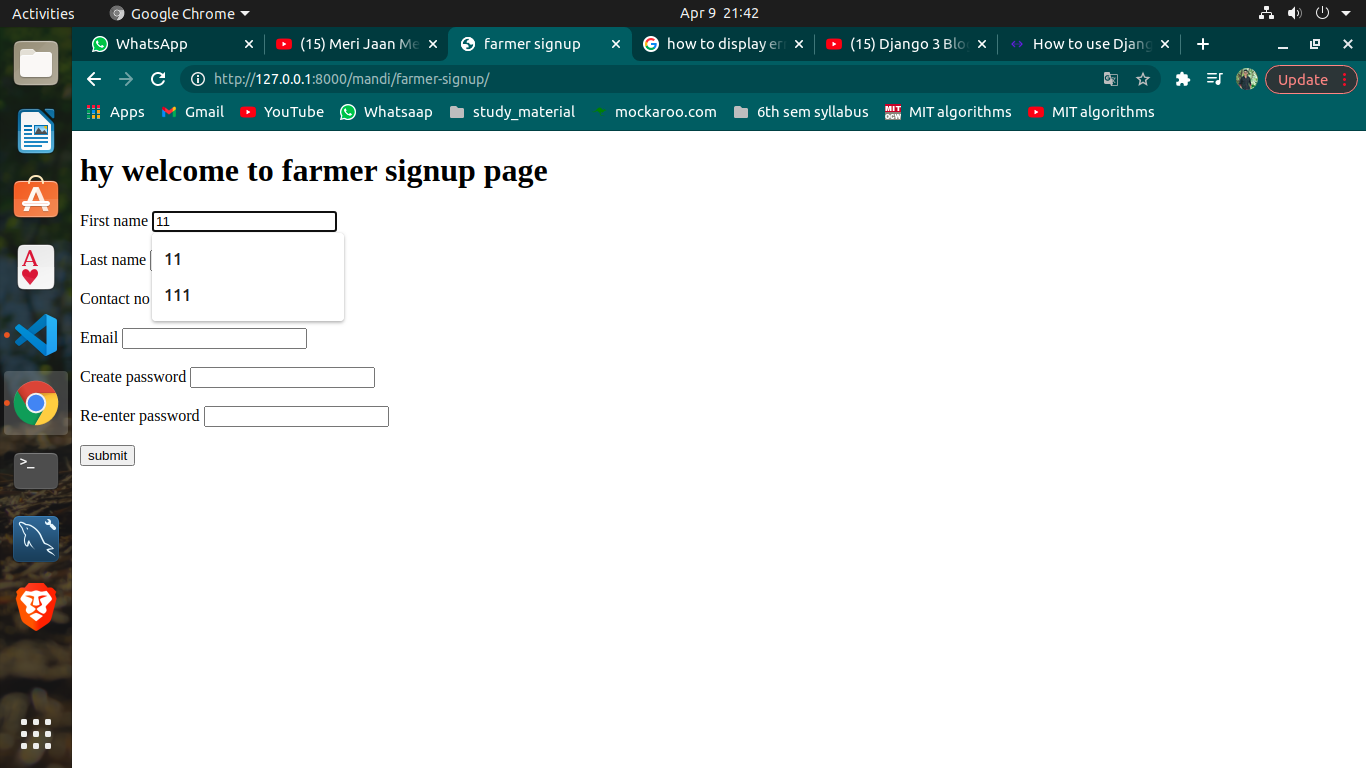 Activities Google Chrome Apr 9 21:42
WhatsApp (15) Meri Jaan Me farmer signup how to display err (15) Django 3 Blo How to use Djang
http://127.0.0.1:8000/mandi/farmer-signup/ Update
Apps Gmail YouTube Whatsaap study_material mockaroo.com 6th sem syllabus MIT OCW MIT algorithms MIT algorithms
hy welcome to farmer signup page
First name 11
11
Last name
111
Contact no
Email
Create password
Re-enter password
submit